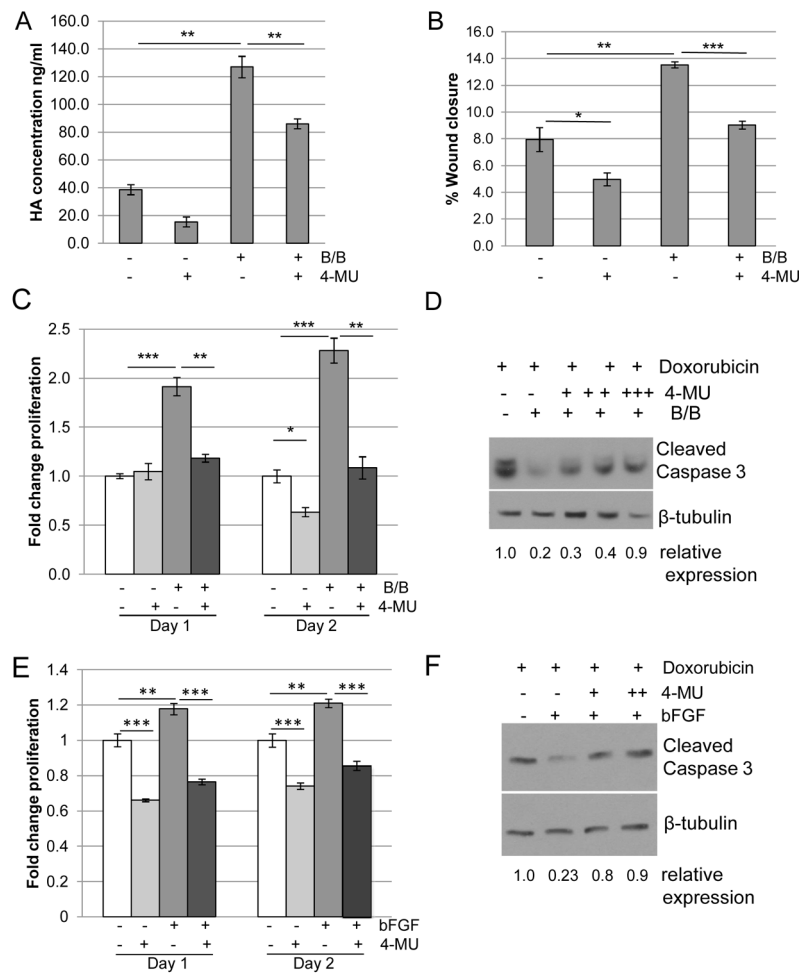 A
HA concentration ng/ml
160.0
140.0
120.0
100.0
80.0
60.0
40.0
20.0
0.0
** **
- - + + B/B
- + - + 4-MU
B
% Wound closure
16.0
14.0
12.0
10.0
8.0
6.0
4.0
2.0
0.0
** ***
*
- - + + B/B
- + - + 4-MU
C
Fold change proliferation
2.5
2.0
1.5
1.0
0.5
0.0
*** **
*** **
*
- - + + - - + + B/B
- + - + - + - + 4-MU
Day 1 Day 2
D
+ + + + + Doxorubicin
- - + ++ +++ 4-MU
- + + + + B/B
Cleaved
Caspase 3
β-tubulin
1.0 0.2 0.3 0.4 0.9 relative
expression
E
Fold change proliferation
1.4
1.2
1
0.8
0.6
0.4
0.2
0
** ***
***
** ***
***
- - + + - - + + bFGF
- + - + - + - + 4-MU
Day 1 Day 2
F
+ + + + Doxorubicin
- - + ++ 4-MU
- + + + bFGF
Cleaved
Caspase 3
β-tubulin
1.0 0.23 0.8 0.9 relative
expression